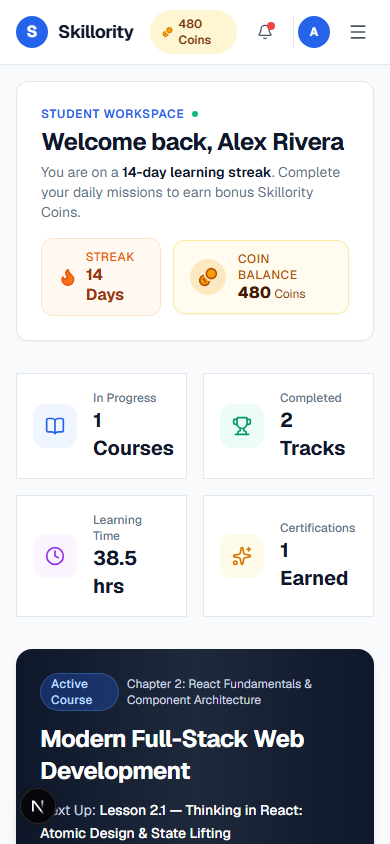 S
Skillority
480
Coins
A
STUDENT WORKSPACE
Welcome back, Alex Rivera
You are on a 14-day learning streak. Complete
your daily missions to earn bonus Skillority
Coins.
STREAK
14
Days
COIN
BALANCE
480 Coins
In Progress
1
Courses
Completed
2
Tracks
Learning
Time
38.5
hrs
Certifications
1
Earned
Active
Course
Chapter 2: React Fundamentals &
Component Architecture
Modern Full-Stack Web
Development
N
ext Up: Lesson 2.1 — Thinking in React:
Atomic Design & State Lifting